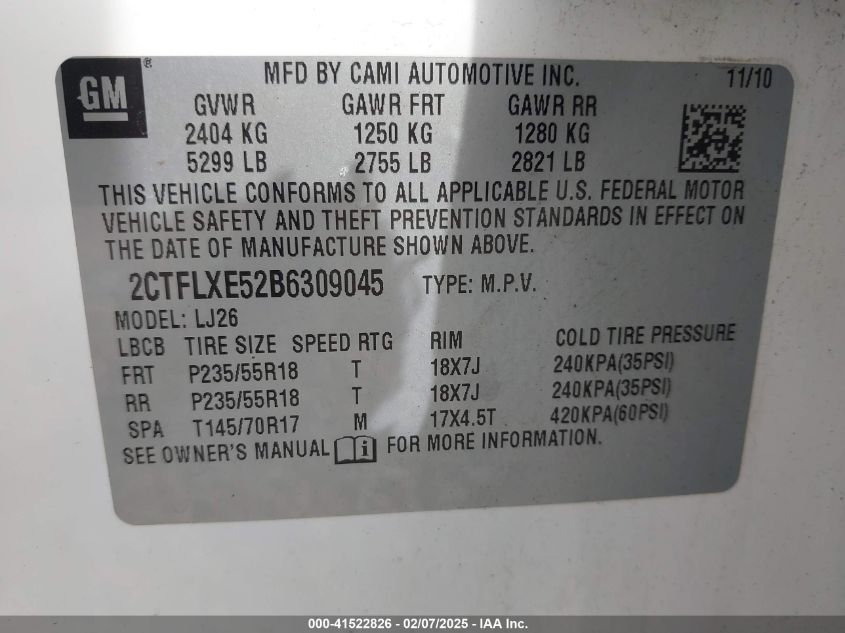 GM ®
MFD BY CAMI AUTOMOTIVE INC. 11/10
GVWR GAWR FRT GAWR RR
2404 KG 1250 KG 1280 KG
5299 LB 2755 LB 2821 LB
THIS VEHICLE CONFORMS TO ALL APPLICABLE U.S. FEDERAL MOTOR
VEHICLE SAFETY AND THEFT PREVENTION STANDARDS IN EFFECT ON
THE DATE OF MANUFACTURE SHOWN ABOVE.
2CTFLXE52B6309045 TYPE: M.P.V.
MODEL: LJ26
LBCB TIRE SIZE SPEED RTG RIM COLD TIRE PRESSURE
FRT P235/55R18 T 18X7J 240KPA(35PSI)
RR P235/55R18 T 18X7J 240KPA(35PSI)
SPA T145/70R17 M 17X4.5T 420KPA(60PSI)
SEE OWNER'S MANUAL i FOR MORE INFORMATION.
000-41522826 - 02/07/2025 - IAA Inc.